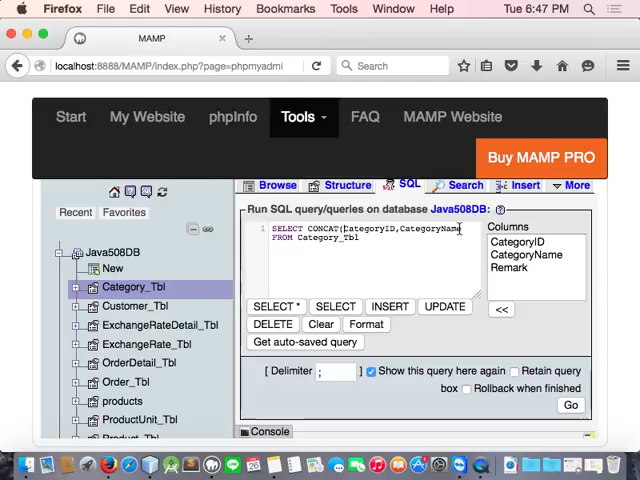 Firefox File Edit View History Bookmarks Tools Window Help Tue 6:47 PM
MAMP
localhost:8888/MAMP/index.php?page=phpmyadmi
Search
Start My Website phpInfo Tools FAQ MAMP Website
Buy MAMP PRO
Browse Structure SQL Search Insert More
Recent Favorites
Run SQL query/queries on database Java508DB:
1 SELECT CONCAT(CategoryID,CategoryName
FROM Category_Tbl
Columns
CategoryID
CategoryName
Remark
Java508DB
New
Category_Tbl
Customer_Tbl
ExchangeRateDetail_Tbl
ExchangeRate_Tbl
OrderDetail_Tbl
Order_Tbl
products
ProductUnit_Tbl
Product_Tbl
SELECT * SELECT INSERT UPDATE <<
DELETE Clear Format
Get auto-saved query
[ Delimiter ; ] Show this query here again Retain query
box Rollback when finished
Go
Console